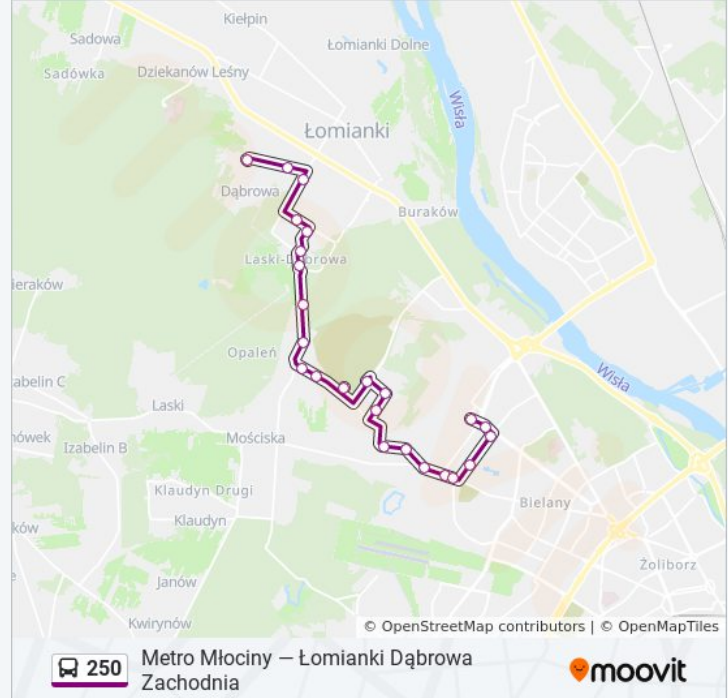 Kiełpin
Sadowa
Łomianki Dolne
Sadówka
Dziekanów Leśny
Wisła
Łomianki
Dąbrowa
Buraków
Laski-Dąbrowa
ieraków
Opaleń
Wisła
abelin C
Laski
ówek
Mościska
Izabelin B
Klaudyn Drugi
Bielany
Klaudyn
ków
Żoliborz
Janów
Kwirynów
© OpenStreetMap contributors | © OpenMapTiles
250
Metro Młociny — Łomianki Dąbrowa
Zachodnia
moovit